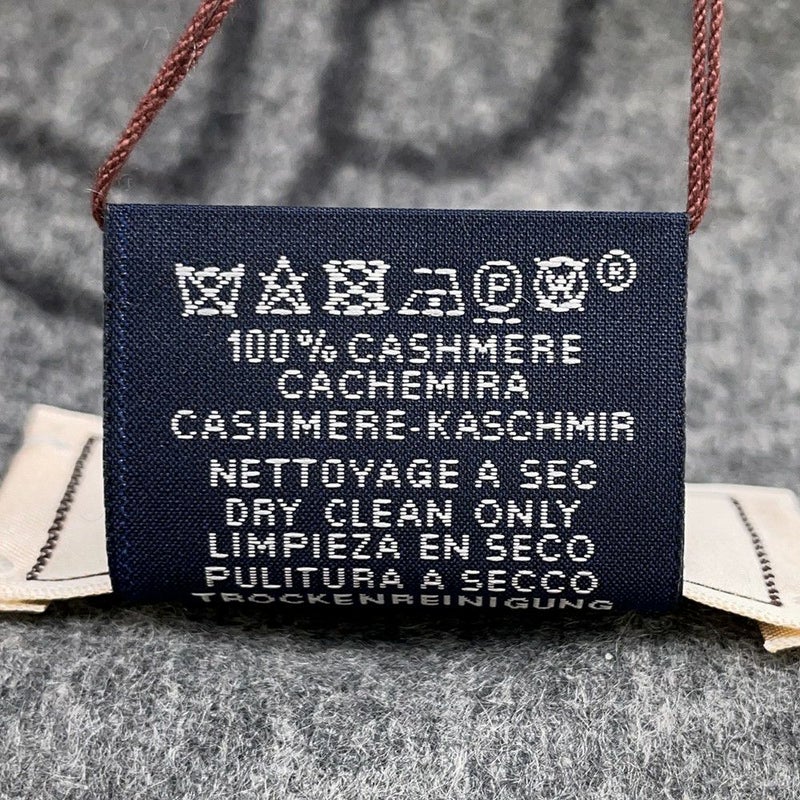 P W ®
100% CASHMERE
CACHEMIRA
CASHMERE-KASCHMIR
NETTOYAGE A SEC
DRY CLEAN ONLY
LIMPIEZA EN SECO
PULITURA A SECCO
TROCKENREINIGUNG